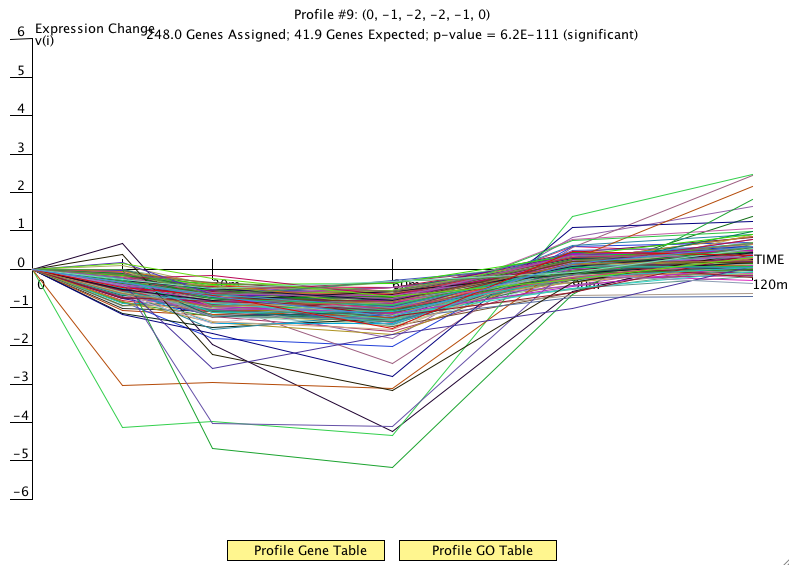 Profile #9: (0, -1, -2, -2, -1, 0)
Expression Change
v(i)
248.0 Genes Assigned; 41.9 Genes Expected; p-value = 6.2E-111 (significant)
6
5
4
3
2
1
0
-1
-2
-3
-4
-5
-6
TIME
0
60m
90m
120m
Profile Gene Table
Profile GO Table